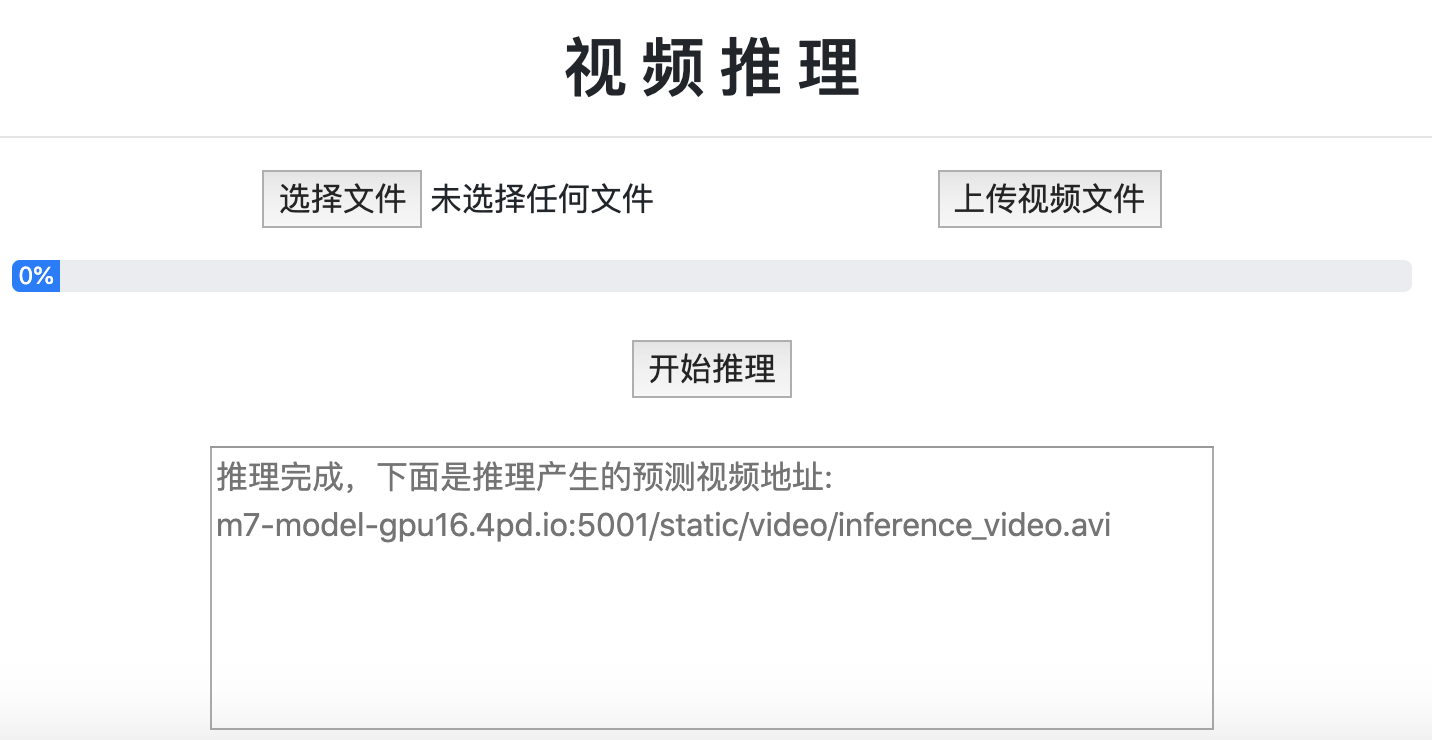 视频推理
选择文件 未选择任何文件 上传视频文件
0%
开始推理
推理完成，下面是推理产生的预测视频地址:
m7-model-gpu16.4pd.io:5001/static/video/inference_video.avi